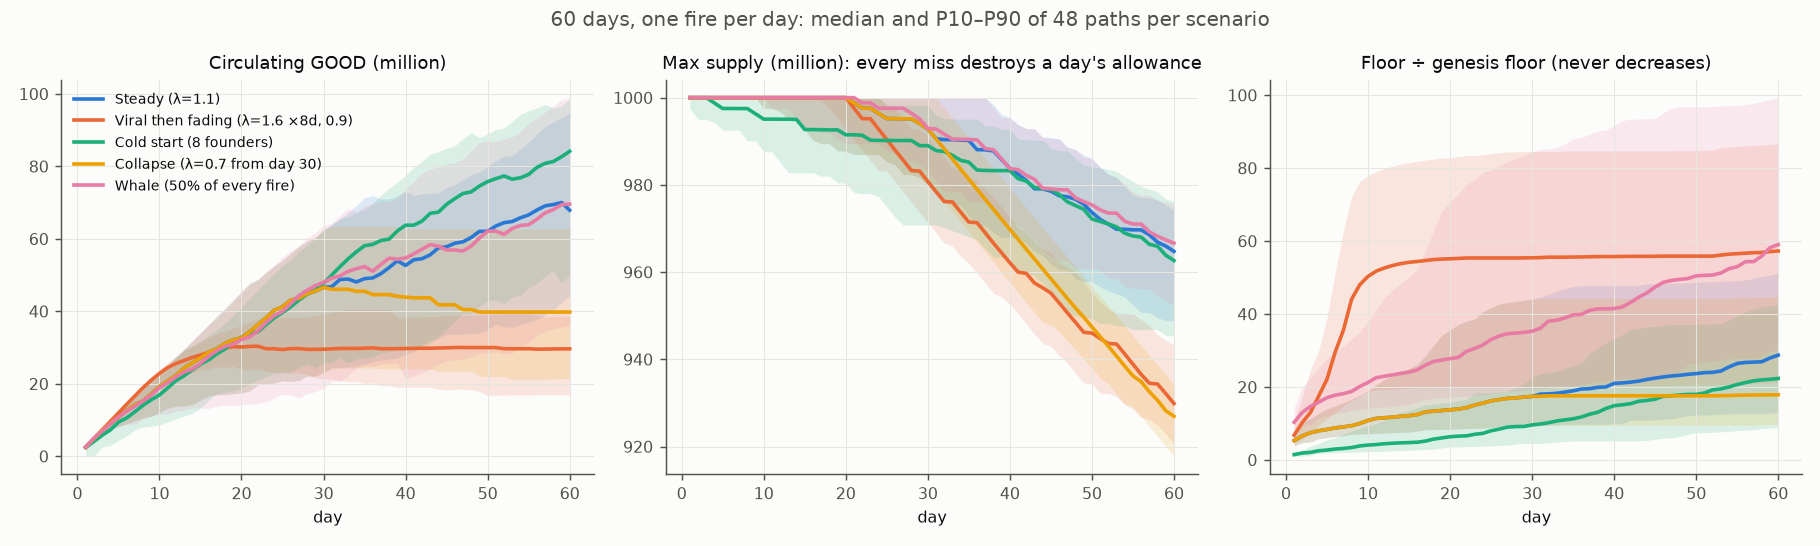 60 days, one fire per day: median and P10–P90 of 48 paths per scenario
Circulating GOOD (million)
Steady (λ=1.1)
Viral then fading (λ=1.6 ×8d, 0.9)
Cold start (8 founders)
Collapse (λ=0.7 from day 30)
Whale (50% of every fire)
100
80
60
40
20
0
0 10 20 30 40 50 60
day
Max supply (million): every miss destroys a day's allowance
1000
980
960
940
920
0 10 20 30 40 50 60
day
Floor ÷ genesis floor (never decreases)
100
80
60
40
20
0
0 10 20 30 40 50 60
day